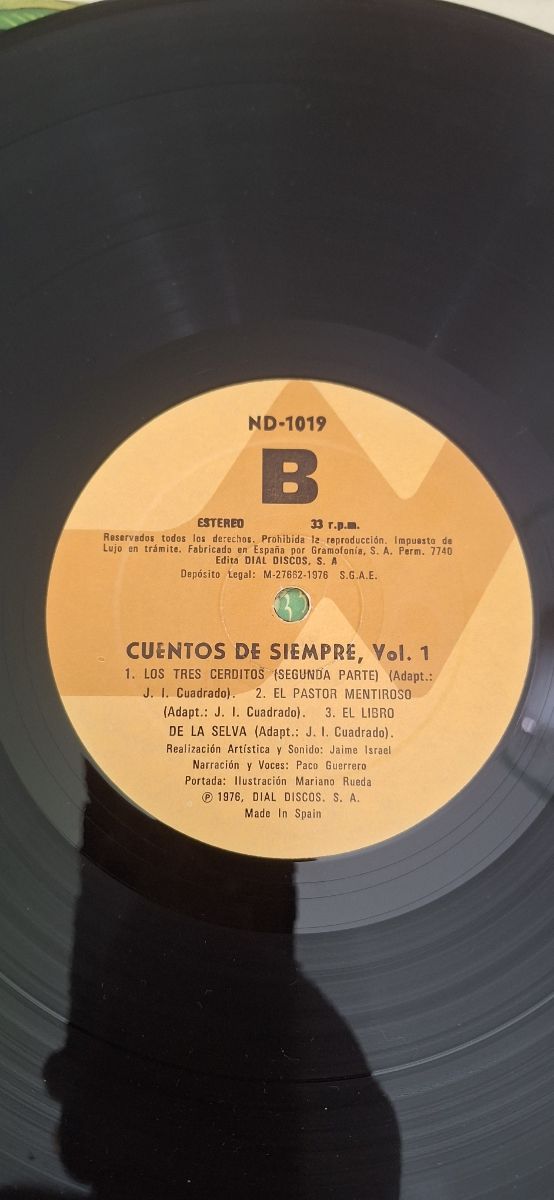 ND-1019
B
ESTEREO 33 r.p.m.
Reservados todos los derechos. Prohibida la reproducción. Impuesto de
Lujo en trámite. Fabricado en España por Gramofonía, S. A. Perm. 7740
Edita DIAL DISCOS, S. A
Depósito Legal: M-27662-1976 S.G.A.E.
CUENTOS DE SIEMPRE, Vol. 1
1. LOS TRES CERDITOS (SEGUNDA PARTE) (Adapt.:
J. I. Cuadrado). 2. EL PASTOR MENTIROSO
(Adapt.: J. I. Cuadrado). 3. EL LIBRO
DE LA SELVA (Adapt.: J. I. Cuadrado).
Realización Artística y Sonido: Jaime Israel
Narración y Voces: Paco Guerrero
Portada: Ilustración Mariano Rueda
Ⓟ 1976, DIAL DISCOS. S. A.
Made In Spain